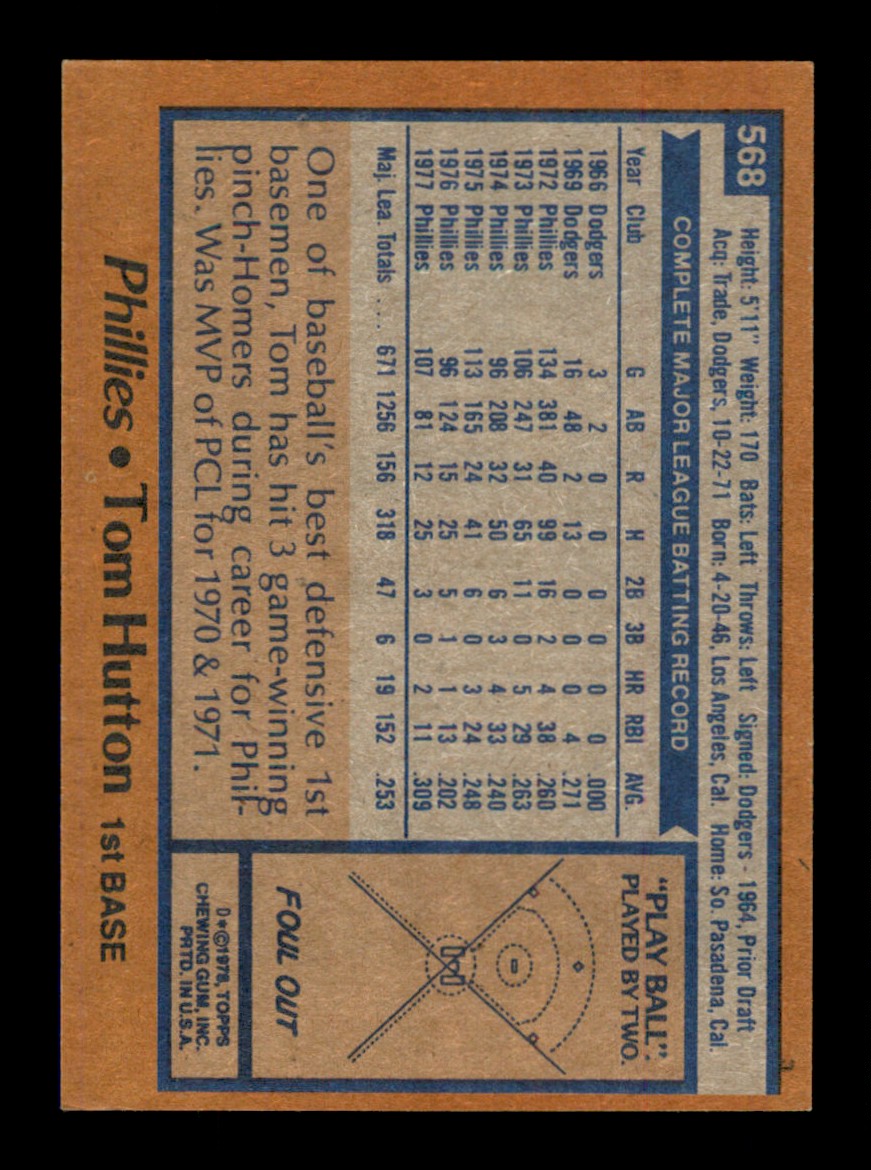 568
Height: 5'11" Weight: 170 Bats: Left Throws: Left Signed: Dodgers - 1964, Prior Draft
Acq: Trade, Dodgers, 10-22-71 Born: 4-20-46, Los Angeles, Cal. Home: So. Pasadena, Cal.
COMPLETE MAJOR LEAGUE BATTING RECORD
Year Club G AB R H 2B 3B HR RBI AVG.
1966 Dodgers 3 2 0 0 0 0 0 0 .000
1969 Dodgers 16 48 2 13 0 0 0 4 .271
1972 Phillies 134 381 40 99 16 2 4 38 .260
1973 Phillies 106 247 31 65 11 0 5 29 .263
1974 Phillies 96 208 32 50 6 3 4 33 .240
1975 Phillies 113 165 24 41 6 0 3 24 .248
1976 Phillies 96 124 15 25 5 1 1 13 .202
1977 Phillies 107 81 12 25 3 0 2 11 .309
Maj. Lea. Totals .... 671 1256 156 318 47 6 19 152 .253
One of baseball's best defensive 1st
basemen, Tom has hit 3 game-winning
pinch-Homers during career for Phil-
lies. Was MVP of PCL for 1970 & 1971.
"PLAY BALL"
PLAYED BY TWO.
FOUL OUT
D*©1978, TOPPS
CHEWING GUM, INC.
PRTD. IN U.S.A.
Phillies • Tom Hutton 1st BASE